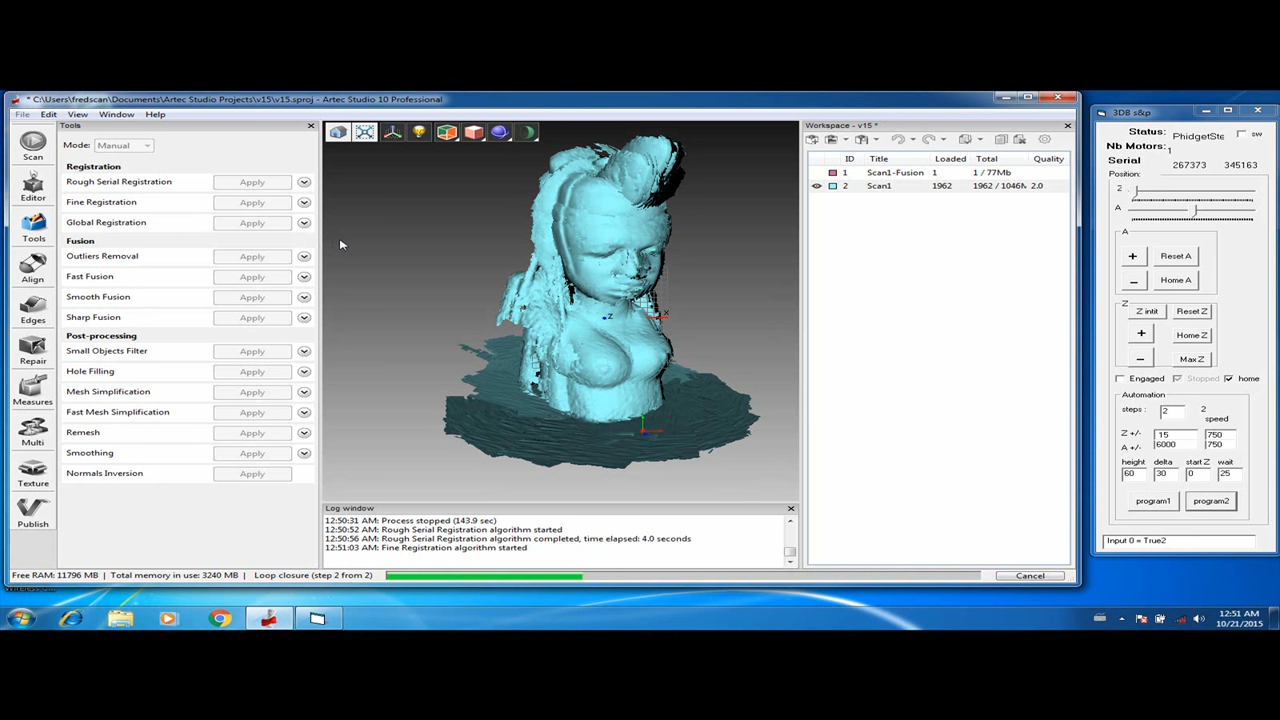 * C:\Users\fredscan\Documents\Artec Studio Projects\v15\v15.sproj - Artec Studio 10 Professional
File Edit View Window Help
Tools
Mode: Manual
Registration
Rough Serial Registration Apply
Fine Registration Apply
Global Registration Apply
Fusion
Outliers Removal Apply
Fast Fusion Apply
Smooth Fusion Apply
Sharp Fusion Apply
Post-processing
Small Objects Filter Apply
Hole Filling Apply
Mesh Simplification Apply
Fast Mesh Simplification Apply
Remesh Apply
Smoothing Apply
Normals Inversion Apply
Scan
Editor
Tools
Align
Edges
Repair
Measures
Multi
Texture
Publish
Z
X
Log window
12:50:31 AM: Process stopped (143.9 sec)
12:50:52 AM: Rough Serial Registration algorithm started
12:50:56 AM: Rough Serial Registration algorithm completed, time elapsed: 4.0 seconds
12:51:03 AM: Fine Registration algorithm started
Free RAM: 11796 MB | Total memory in use: 3240 MB | Loop closure (step 2 from 2) Cancel
Workspace - v15 *
ID Title Loaded Total Quality
1 Scan1-Fusion 1 1 / 77Mb
2 Scan1 1962 1962 / 1046M 2.0
3DB s&p
Status: PhidgetSte sw
Nb Motors: 1
Serial 267373 345163
Position:
2
A
A
+ Reset A
− Home A
Z
Z intit Reset Z
+ Home Z
− Max Z
Engaged Stopped home
Automation
steps : 2 2
speed
Z +/- 15 750
A +/- 6000 750
height delta start Z wait
60 30 0 25
program1 program2
Input 0 = True2
12:51 AM
10/21/2015